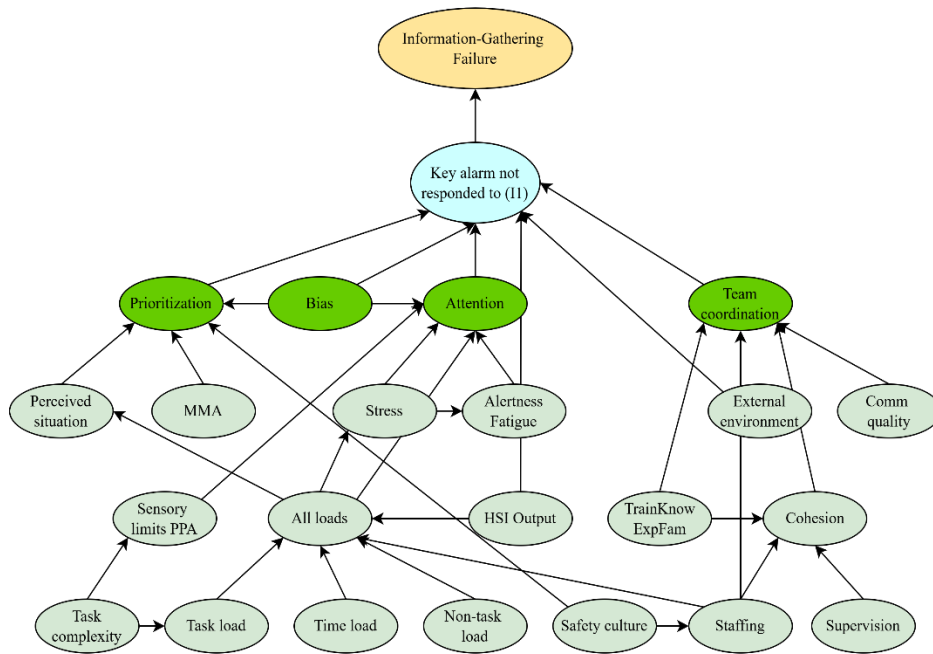 Information-Gathering
Failure
Key alarm not
responded to (I1)
Prioritization
Bias
Attention
Team
coordination
Perceived
situation
MMA
Stress
Alertness
Fatigue
External
environment
Comm
quality
Sensory
limits PPA
All loads
HSI Output
TrainKnow
ExpFam
Cohesion
Task
complexity
Task load
Time load
Non-task
load
Safety culture
Staffing
Supervision